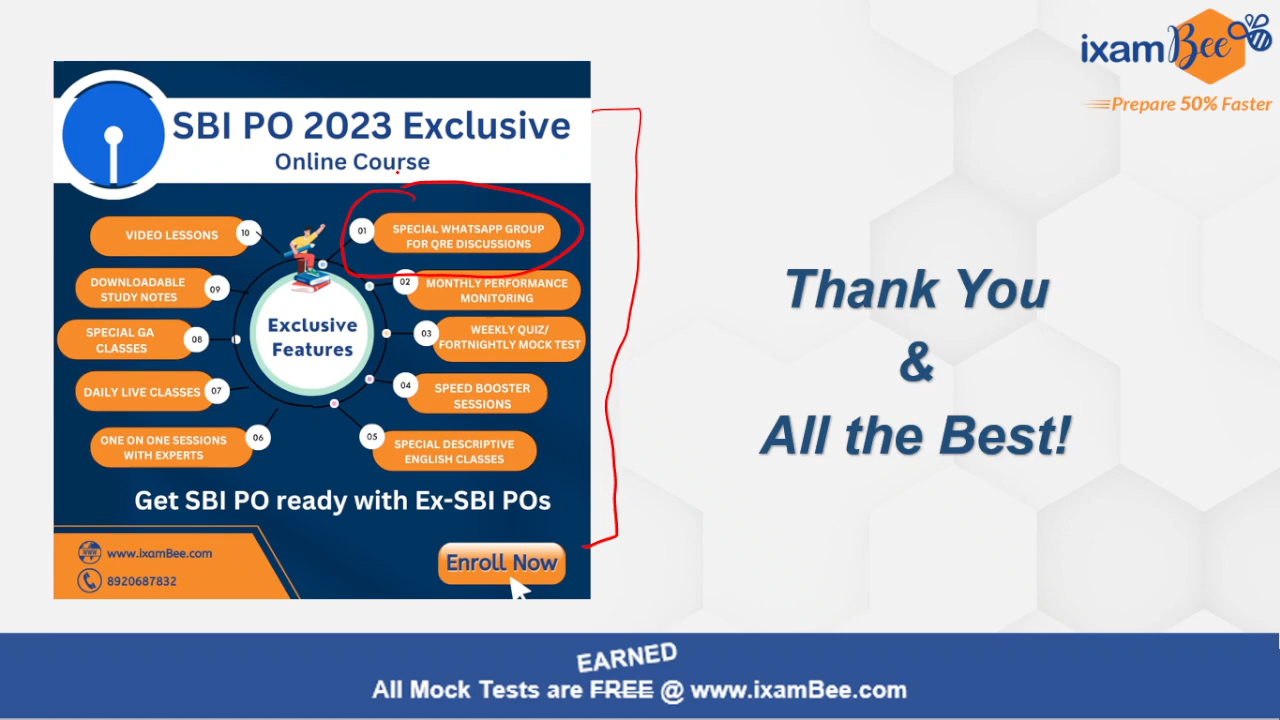 ixamBee
Prepare 50% Faster
SBI PO 2023 Exclusive
Online Course
01
SPECIAL WHATSAPP GROUP
FOR QRE DISCUSSIONS
02
MONTHLY PERFORMANCE
MONITORING
03
WEEKLY QUIZ/
FORTNIGHTLY MOCK TEST
04
SPEED BOOSTER
SESSIONS
05
SPECIAL DESCRIPTIVE
ENGLISH CLASSES
06
ONE ON ONE SESSIONS
WITH EXPERTS
07
DAILY LIVE CLASSES
08
SPECIAL GA
CLASSES
09
DOWNLOADABLE
STUDY NOTES
10
VIDEO LESSONS
Exclusive
Features
Get SBI PO ready with Ex-SBI POs
www
www.ixamBee.com
8920687832
Enroll Now
Thank You
&
All the Best!
EARNED
All Mock Tests are FREE @ www.ixamBee.com